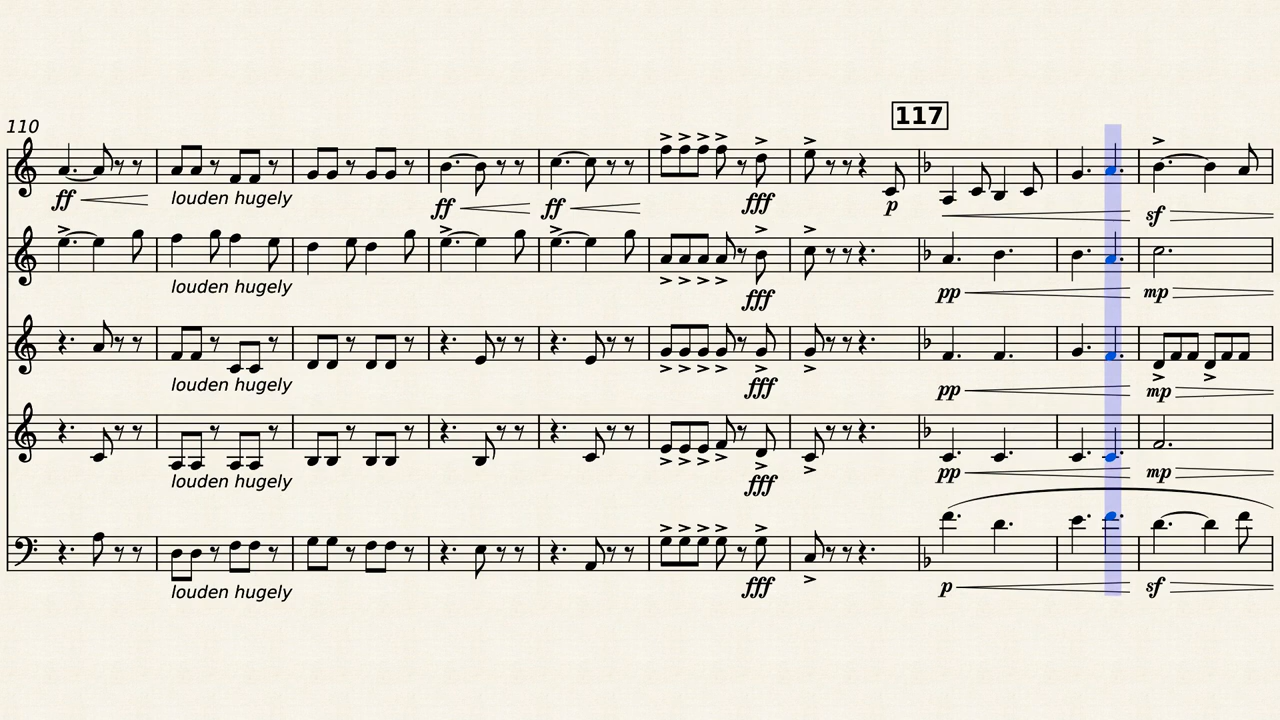 117
110
ff louden hugely ff ff fff p sf
louden hugely fff pp mp
louden hugely fff pp mp
louden hugely fff pp mp
louden hugely fff p sf